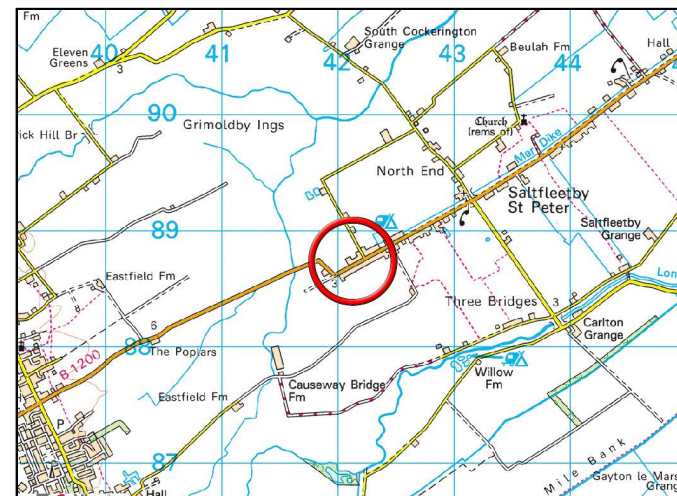 Fm
South Cockerington
Grange
Hall
40
41
42
43
44
Eleven
Greens
3
Beulah Fm
90
Grimoldby Ings
Church
(rems of)
Mar Dike
ick Hill Br
North End
Saltfleetby
St Peter
89
Saltfleetby
Grange
Eastfield Fm
3
Three Bridges
3
Lon
6
Carlton
Grange
88
The Poplars
B 1200
Causeway Bridge
Fm
Willow
Fm
Eastfield Fm
P
87
Mile Bank
Gayton le Mars
Grang
Hall